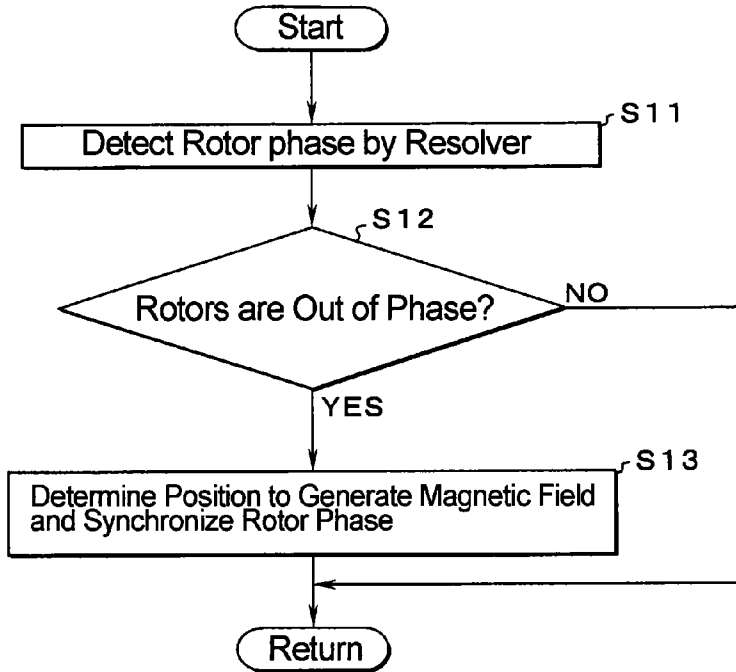 Start
S11
Detect Rotor phase by Resolver
S12
Rotors are Out of Phase?
NO
YES
S13
Determine Position to Generate Magnetic Field
and Synchronize Rotor Phase
Return